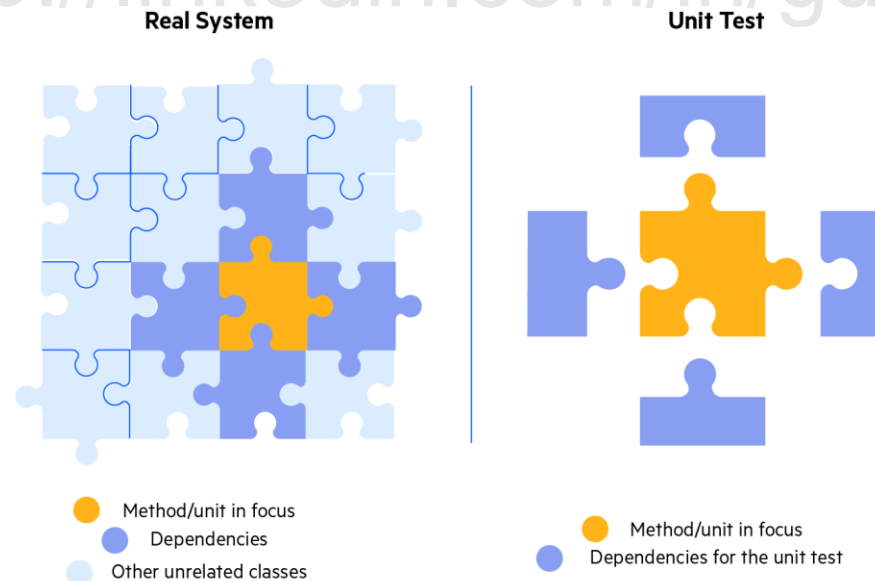 Real System
Unit Test
Method/unit in focus
Dependencies
Other unrelated classes
Method/unit in focus
Dependencies for the unit test